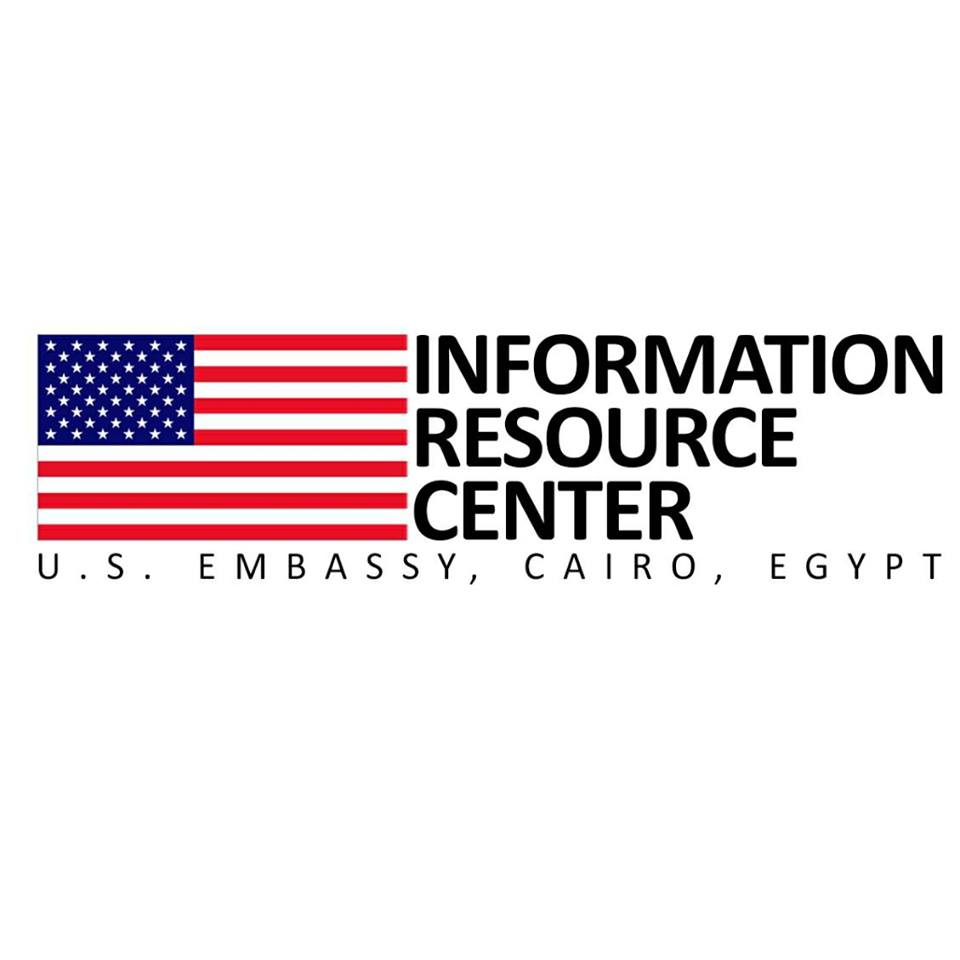 INFORMATION
RESOURCE
CENTER
U.S. EMBASSY, CAIRO, EGYPT